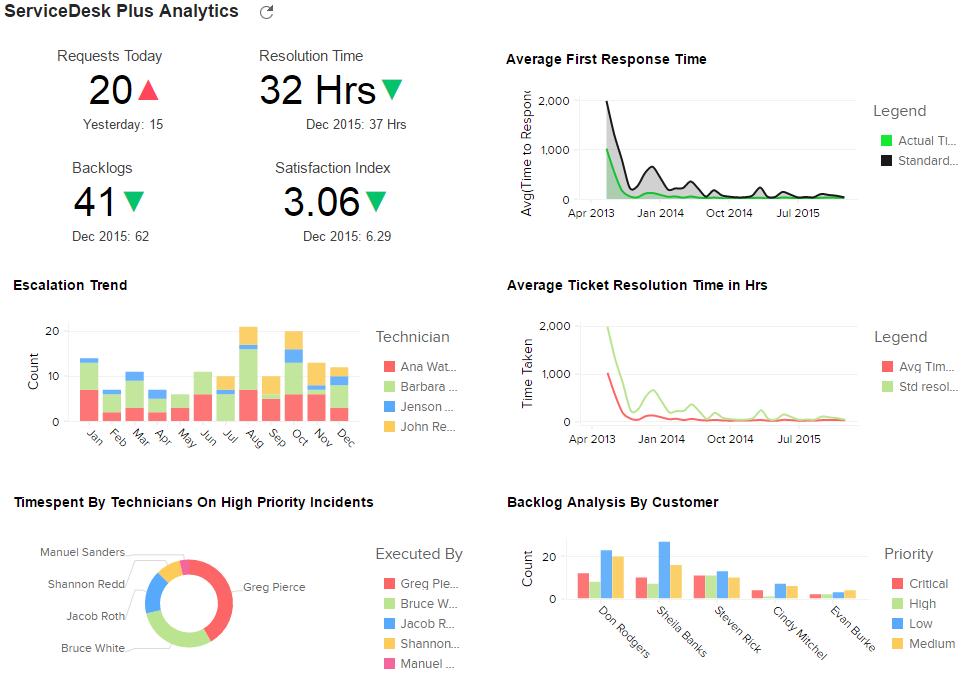 ServiceDesk Plus Analytics
Requests Today
20
Yesterday: 15
Resolution Time
32 Hrs
Dec 2015: 37 Hrs
Backlogs
41
Dec 2015: 62
Satisfaction Index
3.06
Dec 2015: 6.29
Average First Response Time
Avg(Time to Respond
2,000
1,000
0
Apr 2013 Jan 2014 Oct 2014 Jul 2015
Legend
Actual Ti...
Standard...
Escalation Trend
Count
20
10
0
Jan Feb Mar Apr May Jun Jul Aug Sep Oct Nov Dec
Technician
Ana Wat...
Barbara ...
Jenson ...
John Re...
Average Ticket Resolution Time in Hrs
Time Taken
2,000
1,000
0
Apr 2013 Jan 2014 Oct 2014 Jul 2015
Legend
Avg Tim...
Std resol...
Timespent By Technicians On High Priority Incidents
Manuel Sanders
Shannon Redd
Jacob Roth
Bruce White
Greg Pierce
Executed By
Greg Pie...
Bruce W...
Jacob R...
Shannon...
Manuel ...
Backlog Analysis By Customer
Count
20
0
Don Rodgers Sheila Banks Steven Rick Cindy Mitchel Evan Burke
Priority
Critical
High
Low
Medium